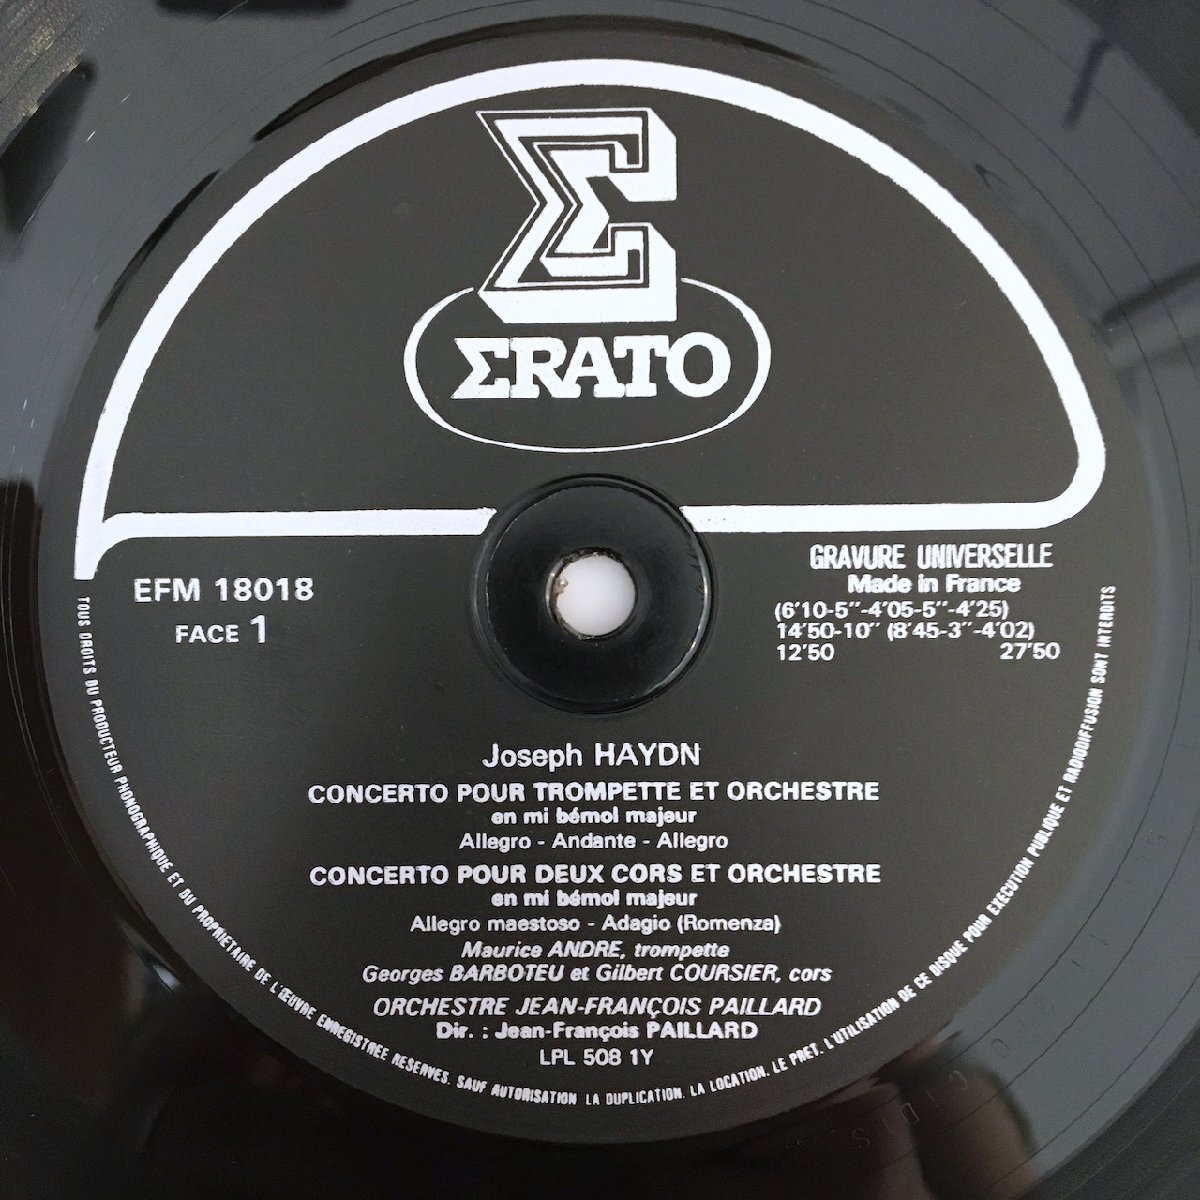 Σ
ΣRATO
EFM 18018
FACE 1
GRAVURE UNIVERSELLE
Made in France
(6'10-5"-4'05-5"-4'25)
14'50-10" (8'45-3"-4'02)
12'50 27'50
Joseph HAYDN
CONCERTO POUR TROMPETTE ET ORCHESTRE
en mi bémol majeur
Allegro - Andante - Allegro
CONCERTO POUR DEUX CORS ET ORCHESTRE
en mi bémol majeur
Allegro maestoso - Adagio (Romenza)
Maurice ANDRE, trompette
Georges BARBOTEU et Gilbert COURSIER, cors
ORCHESTRE JEAN-FRANÇOIS PAILLARD
Dir. : Jean-François PAILLARD
LPL 508 1Y
TOUS DROITS DU PRODUCTEUR PHONOGRAPHIQUE ET DU PROPRIETAIRE DE L'ŒUVRE ENREGISTREE RESERVES. SAUF AUTORISATION LA DUPLICATION. LA LOCATION. LE PRET. L'UTILISATION DE CE DISQUE POUR EXECUTION PUBLIQUE ET RADIODIFFUSION SONT INTERDITS